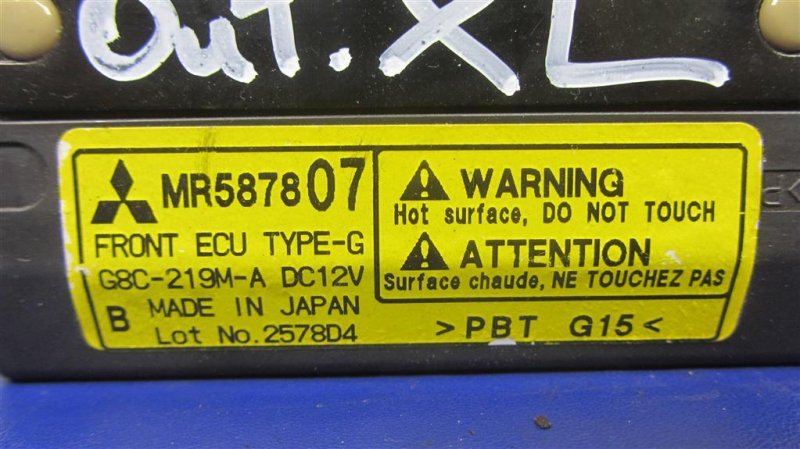 Out. XL
MR587807
FRONT ECU TYPE-G
G8C-219M-A DC12V
B MADE IN JAPAN
Lot No.2578D4
WARNING
Hot surface, DO NOT TOUCH
ATTENTION
Surface chaude, NE TOUCHEZ PAS
>PBT G15<